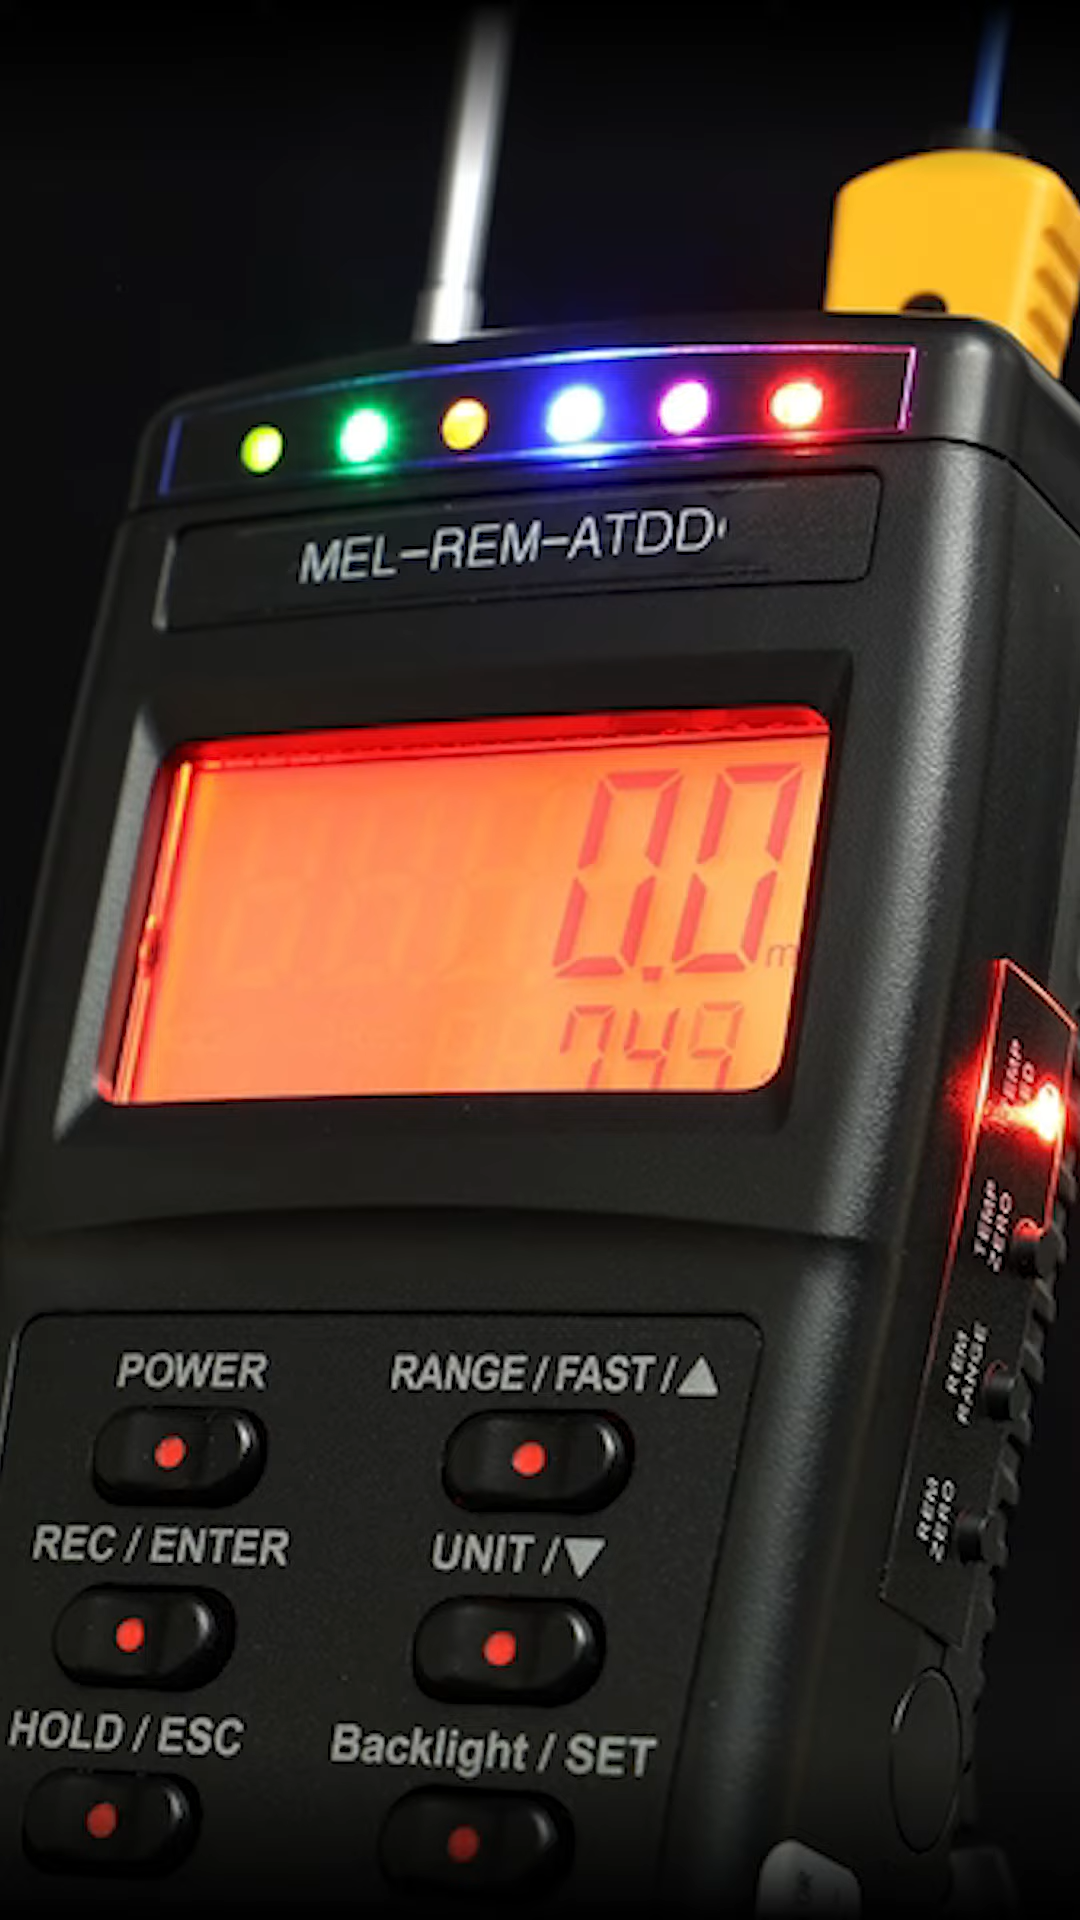 MEL-REM-ATDD
0.0
m
749
POWER
RANGE / FAST / ▲
REC / ENTER
UNIT / ▼
HOLD / ESC
Backlight / SET
TEMP
ZERO
REM
RANGE
REM
ZERO